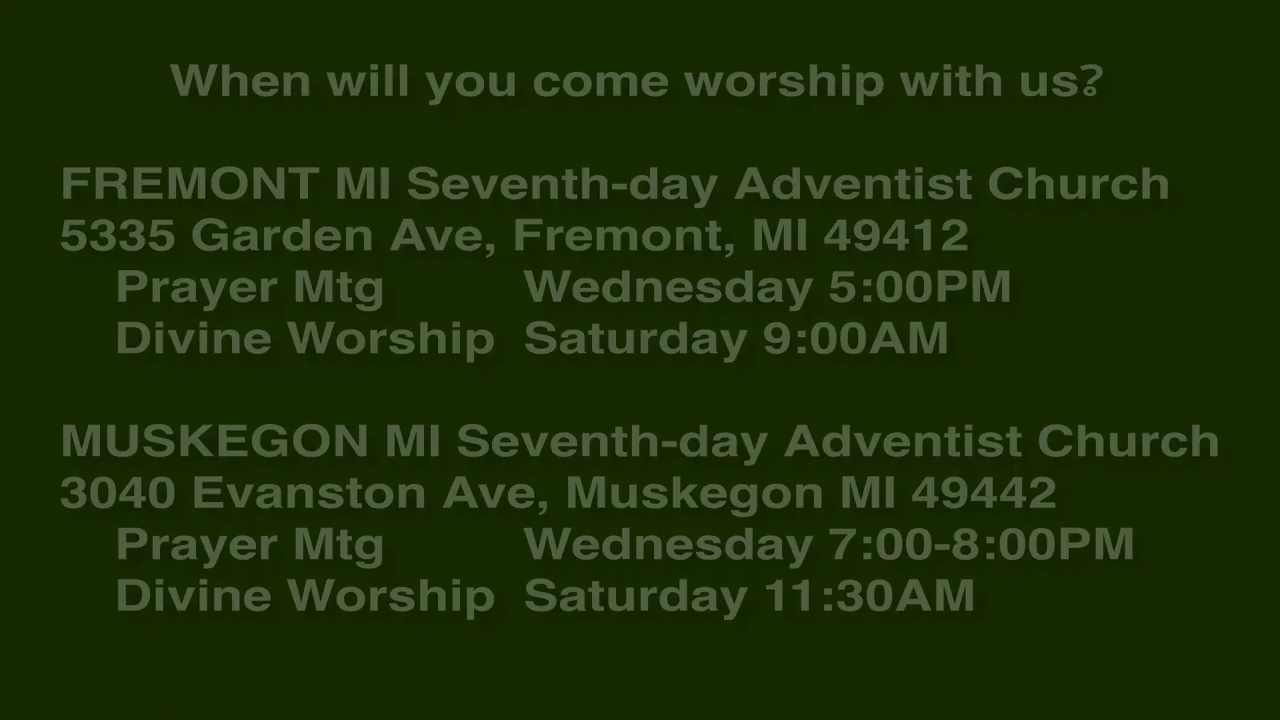 When will you come worship with us?
FREMONT MI Seventh-day Adventist Church
5335 Garden Ave, Fremont, MI 49412
Prayer Mtg Wednesday 5:00PM
Divine Worship Saturday 9:00AM
MUSKEGON MI Seventh-day Adventist Church
3040 Evanston Ave, Muskegon MI 49442
Prayer Mtg Wednesday 7:00-8:00PM
Divine Worship Saturday 11:30AM